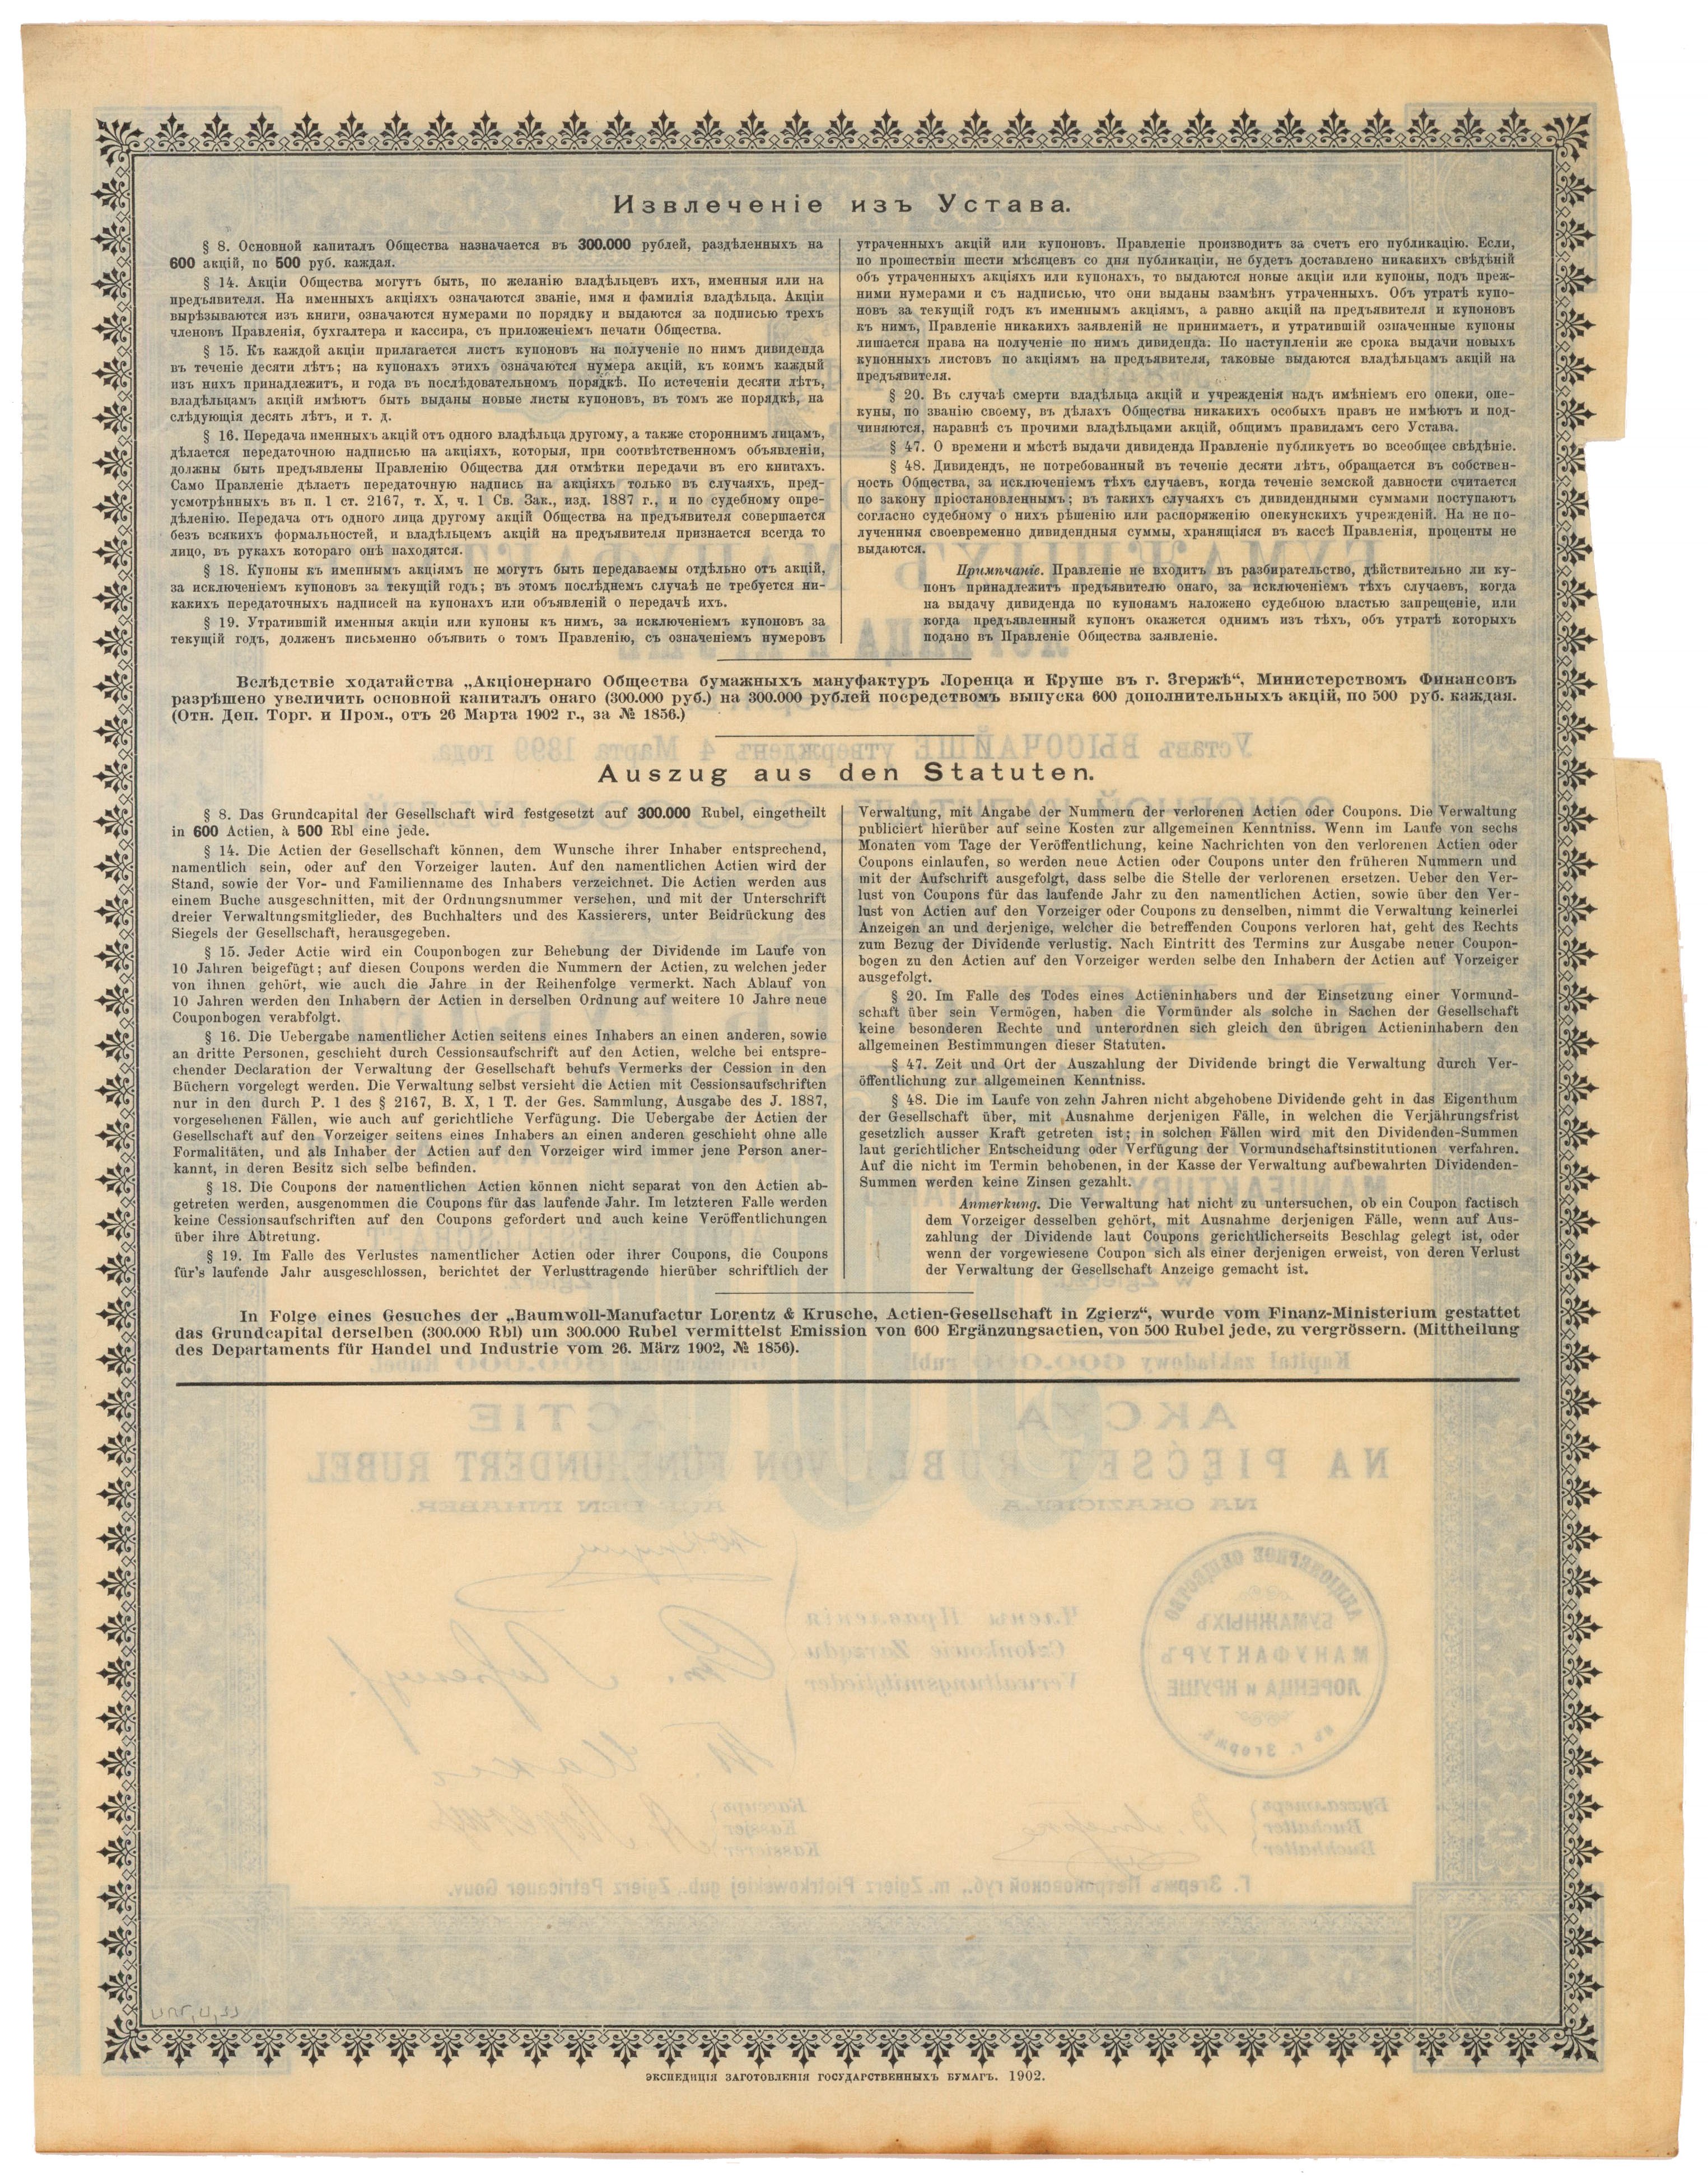 Извлеченіе изъ Устава.
§ 8. Основной капиталъ Общества назначается въ 300.000 рублей, раздѣленныхъ на
600 акцій, по 500 руб. каждая.
§ 14. Акціи Общества могутъ быть, по желанію владѣльцевъ ихъ, именныя или на
предъявителя. На именныхъ акціяхъ означаются званіе, имя и фамилія владѣльца. Акціи
вырѣзываются изъ книги, означаются нумерами по порядку и выдаются за подписью трехъ
членовъ Правленія, бухгалтера и кассира, съ приложеніемъ печати Общества.
§ 15. Къ каждой акціи прилагается листъ купоновъ на полученіе по нимъ дивиденда
въ теченіе десяти лѣтъ; на купонахъ этихъ означаются нумера акцій, къ коимъ каждый
изъ нихъ принадлежитъ, и года въ послѣдовательномъ порядкѣ. По истеченіи десяти лѣтъ,
владѣльцамъ акцій имѣютъ быть выданы новые листы купоновъ, въ томъ же порядкѣ, на
слѣдующія десять лѣтъ, и т. д.
§ 16. Передача именныхъ акцій отъ одного владѣльца другому, а также стороннимъ лицамъ,
дѣлается передаточною надписью на акціяхъ, которыя, при соотвѣтственномъ объявленіи,
должны быть предъявлены Правленію Общества для отмѣтки передачи въ его книгахъ.
Само Правленіе дѣлаетъ передаточную надпись на акціяхъ только въ случаяхъ, пред-
усмотрѣнныхъ въ п. 1 ст. 2167, т. X, ч. 1 Св. Зак., изд. 1887 г., и по судебному опре-
дѣленію. Передача отъ одного лица другому акцій Общества на предъявителя совершается
безъ всякихъ формальностей, и владѣльцемъ акцій на предъявителя признается всегда то
лицо, въ рукахъ котораго онѣ находятся.
§ 18. Купоны къ именнымъ акціямъ не могутъ быть передаваемы отдѣльно отъ акцій,
за исключеніемъ купоновъ за текущій годъ; въ этомъ послѣднемъ случаѣ не требуется ни-
какихъ передаточныхъ надписей на купонахъ или объявленій о передачѣ ихъ.
§ 19. Утратившій именныя акціи или купоны къ нимъ, за исключеніемъ купоновъ за
текущій годъ, долженъ письменно объявить о томъ Правленію, съ означеніемъ нумеровъ
утраченныхъ акцій или купоновъ. Правленіе производитъ за счетъ его публикацію. Если,
по прошествіи шести мѣсяцевъ со дня публикаціи, не будетъ доставлено никакихъ свѣдѣній
объ утраченныхъ акціяхъ или купонахъ, то выдаются новые акціи или купоны, подъ преж-
ними нумерами и съ надписью, что они выданы взамѣнъ утраченныхъ. Объ утратѣ купо-
новъ за текущій годъ къ именнымъ акціямъ, а равно акцій на предъявителя и купоновъ
къ нимъ, Правленіе никакихъ заявленій не принимаетъ, и утратившій означенные купоны
лишается права на полученіе по нимъ дивиденда. По наступленіи же срока выдачи новыхъ
купонныхъ листовъ по акціямъ на предъявителя, таковые выдаются владѣльцамъ акцій на
предъявителя.
§ 20. Въ случаѣ смерти владѣльца акцій и учрежденія надъ имѣніемъ его опеки, опе-
куны, по званію своему, въ дѣлахъ Общества никакихъ особыхъ правъ не имѣютъ и под-
чиняются, наравнѣ съ прочими владѣльцами акцій, общимъ правиламъ сего Устава.
§ 47. О времени и мѣстѣ выдачи дивиденда Правленіе публикуетъ во всеобщее свѣдѣніе.
§ 48. Дивидендъ, не потребованный въ теченіе десяти лѣтъ, обращается въ собствен-
ность Общества, за исключеніемъ тѣхъ случаевъ, когда теченіе земской давности считается
по закону пріостановленнымъ; въ такихъ случаяхъ съ дивидендными суммами поступаютъ
согласно судебному о нихъ рѣшенію или распоряженію опекунскихъ учрежденій. На не по-
лученныя своевременно дивидендныя суммы, хранящіяся въ кассѣ Правленія, проценты не
выдаются.
Примѣчаніе. Правленіе не входитъ въ разбирательство, дѣйствительно ли ку-
понъ принадлежитъ предъявителю онаго, за исключеніемъ тѣхъ случаевъ, когда
на выдачу дивиденда по купонамъ наложено судебною властью запрещеніе, или
когда предъявленный купонъ окажется однимъ изъ тѣхъ, объ утратѣ которыхъ
подано въ Правленіе Общества заявленіе.
Вслѣдствіе ходатайства „Акціонернаго Общества бумажныхъ мануфактуръ Лоренца и Круше въ г. Згержѣ“, Министерствомъ Финансовъ
разрѣшено увеличить основной капиталъ онаго (300.000 руб.) на 300.000 рублей посредствомъ выпуска 600 дополнительныхъ акцій, по 500 руб. каждая.
(Отн. Деп. Торг. и Пром., отъ 26 Марта 1902 г., за № 1856.)
Auszug aus den Statuten.
§ 8. Das Grundcapital der Gesellschaft wird festgesetzt auf 300.000 Rubel, eingetheilt
in 600 Actien, à 500 Rbl eine jede.
§ 14. Die Actien der Gesellschaft können, dem Wunsche ihrer Inhaber entsprechend,
namentlich sein, oder auf den Vorzeiger lauten. Auf den namentlichen Actien wird der
Stand, sowie der Vor- und Familienname des Inhabers verzeichnet. Die Actien werden aus
einem Buche ausgeschnitten, mit der Ordnungsnummer versehen, und mit der Unterschrift
dreier Verwaltungsmitglieder, des Buchhalters und des Kassierers, unter Beidrückung des
Siegels der Gesellschaft, herausgegeben.
§ 15. Jeder Actie wird ein Couponbogen zur Behebung der Dividende im Laufe von
10 Jahren beigefügt; auf diesen Coupons werden die Nummern der Actien, zu welchen jeder
von ihnen gehört, wie auch die Jahre in der Reihenfolge vermerkt. Nach Ablauf von
10 Jahren werden den Inhabern der Actien in derselben Ordnung auf weitere 10 Jahre neue
Couponbogen verabfolgt.
§ 16. Die Uebergabe namentlicher Actien seitens eines Inhabers an einen anderen, sowie
an dritte Personen, geschieht durch Cessionsaufschrift auf den Actien, welche bei entspre-
chender Declaration der Verwaltung der Gesellschaft behufs Vermerks der Cession in den
Büchern vorgelegt werden. Die Verwaltung selbst versieht die Actien mit Cessionsaufschriften
nur in den durch P. 1 des § 2167, B. X, 1 T. der Ges. Sammlung, Ausgabe des J. 1887,
vorgesehenen Fällen, wie auch auf gerichtliche Verfügung. Die Uebergabe der Actien der
Gesellschaft auf den Vorzeiger seitens eines Inhabers an einen anderen geschieht ohne alle
Formalitäten, und als Inhaber der Actien auf den Vorzeiger wird immer jene Person aner-
kannt, in deren Besitz sich selbe befinden.
§ 18. Die Coupons der namentlichen Actien können nicht separat von den Actien ab-
getreten werden, ausgenommen die Coupons für das laufende Jahr. Im letzteren Falle werden
keine Cessionsaufschriften auf den Coupons gefordert und auch keine Veröffentlichungen
über ihre Abtretung.
§ 19. Im Falle des Verlustes namentlicher Actien oder ihrer Coupons, die Coupons
für's laufende Jahr ausgeschlossen, berichtet der Verlusttragende hierüber schriftlich der
Verwaltung, mit Angabe der Nummern der verlorenen Actien oder Coupons. Die Verwaltung
publiciert hierüber auf seine Kosten zur allgemeinen Kenntniss. Wenn im Laufe von sechs
Monaten vom Tage der Veröffentlichung, keine Nachrichten von den verlorenen Actien oder
Coupons einlaufen, so werden neue Actien oder Coupons unter den früheren Nummern und
mit der Aufschrift ausgefolgt, dass selbe die Stelle der verlorenen ersetzen. Ueber den Ver-
lust von Coupons für das laufende Jahr zu den namentlichen Actien, sowie über den Ver-
lust von Actien auf den Vorzeiger oder Coupons zu denselben, nimmt die Verwaltung keinerlei
Anzeigen an und derjenige, welcher die betreffenden Coupons verloren hat, geht des Rechts
zum Bezug der Dividende verlustig. Nach Eintritt des Termins zur Ausgabe neuer Coupon-
bogen zu den Actien auf den Vorzeiger werden selbe den Inhabern der Actien auf Vorzeiger
ausgefolgt.
§ 20. Im Falle des Todes eines Actieninhabers und der Einsetzung einer Vormund-
schaft über sein Vermögen, haben die Vormünder als solche in Sachen der Gesellschaft
keine besonderen Rechte und unterordnen sich gleich den übrigen Actieninhabern den
allgemeinen Bestimmungen dieser Statuten.
§ 47. Zeit und Ort der Auszahlung der Dividende bringt die Verwaltung durch Ver-
öffentlichung zur allgemeinen Kenntniss.
§ 48. Die im Laufe von zehn Jahren nicht abgehobene Dividende geht in das Eigenthum
der Gesellschaft über, mit Ausnahme derjenigen Fälle, in welchen die Verjährungsfrist
gesetzlich ausser Kraft getreten ist; in solchen Fällen wird mit den Dividenden-Summen
laut gerichtlicher Entscheidung oder Verfügung der Vormundschaftsinstitutionen verfahren.
Auf die nicht im Termin behobenen, in der Kasse der Verwaltung aufbewahrten Dividenden-
Summen werden keine Zinsen gezahlt.
Anmerkung. Die Verwaltung hat nicht zu untersuchen, ob ein Coupon factisch
dem Vorzeiger desselben gehört, mit Ausnahme derjenigen Fälle, wenn auf Aus-
zahlung der Dividende laut Coupons gerichtlicherseits Beschlag gelegt ist, oder
wenn der vorgewiesene Coupon sich als einer derjenigen erweist, von deren Verlust
der Verwaltung der Gesellschaft Anzeige gemacht ist.
In Folge eines Gesuches der „Baumwoll-Manufactur Lorentz & Krusche, Actien-Gesellschaft in Zgierz“, wurde vom Finanz-Ministerium gestattet
das Grundcapital derselben (300.000 Rbl) um 300.000 Rubel vermittelst Emission von 600 Ergänzungsactien, von 500 Rubel jede, zu vergrössern. (Mittheilung
des Departaments für Handel und Industrie vom 26. März 1902, № 1856).
ЭКСПЕДИЦІЯ ЗАГОТОВЛЕНІЯ ГОСУДАРСТВЕННЫХЪ БУМАГЪ. 1902.